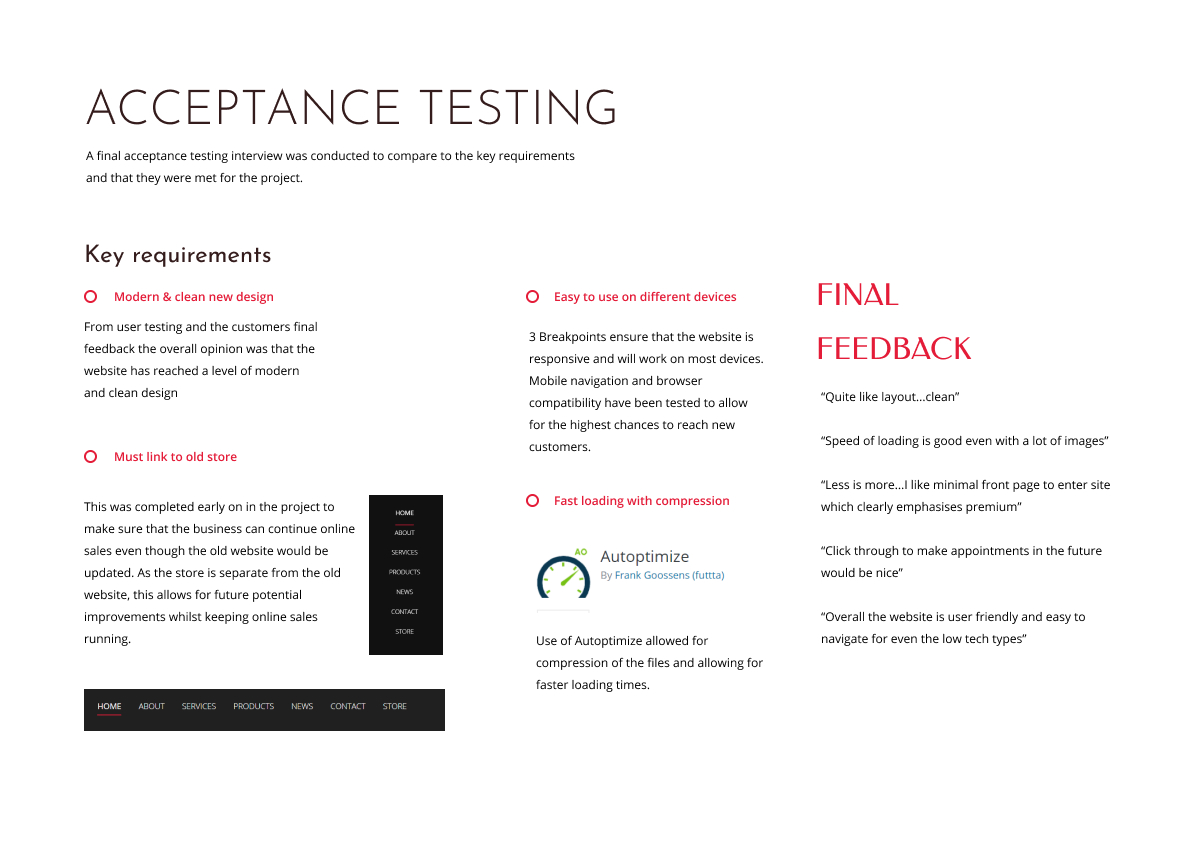 ACCEPTANCE TESTING
A final acceptance testing interview was conducted to compare to the key requirements
and that they were met for the project.
Key requirements
Modern & clean new design
From user testing and the customers final
feedback the overall opinion was that the
website has reached a level of modern
and clean design
Must link to old store
This was completed early on in the project to
make sure that the business can continue online
sales even though the old website would be
updated. As the store is separate from the old
website, this allows for future potential
improvements whilst keeping online sales
running.
HOME
ABOUT
SERVICES
PRODUCTS
NEWS
CONTACT
STORE
HOME ABOUT SERVICES PRODUCTS NEWS CONTACT STORE
Easy to use on different devices
3 Breakpoints ensure that the website is
responsive and will work on most devices.
Mobile navigation and browser
compatibility have been tested to allow
for the highest chances to reach new
customers.
Fast loading with compression
AO
Autoptimize
By Frank Goossens (futtta)
Use of Autoptimize allowed for
compression of the files and allowing for
faster loading times.
FINAL
FEEDBACK
“Quite like layout...clean”
“Speed of loading is good even with a lot of images”
“Less is more...I like minimal front page to enter site
which clearly emphasises premium”
“Click through to make appointments in the future
would be nice”
“Overall the website is user friendly and easy to
navigate for even the low tech types”